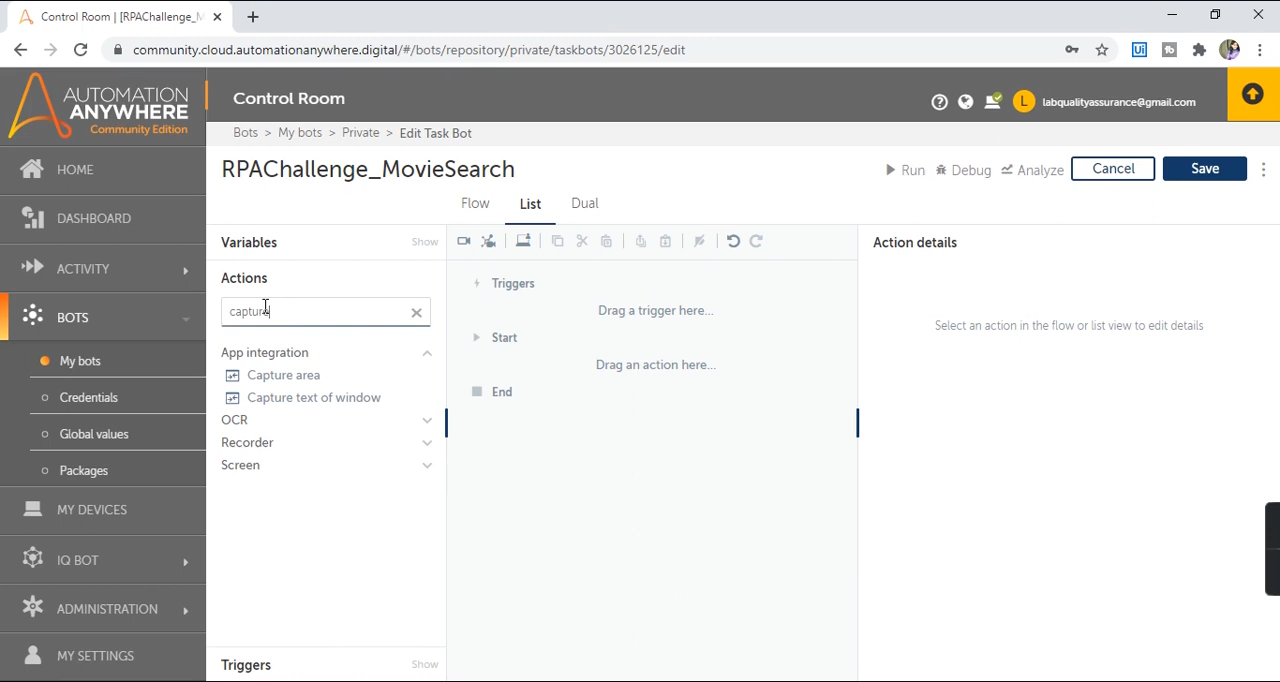 Control Room | [RPAChallenge_M
community.cloud.automationanywhere.digital/#/bots/repository/private/taskbots/3026125/edit
AUTOMATION
ANYWHERE
Community Edition
Control Room
L labqualityassurance@gmail.com
Bots > My bots > Private > Edit Task Bot
HOME
DASHBOARD
ACTIVITY
BOTS
My bots
Credentials
Global values
Packages
MY DEVICES
IQ BOT
ADMINISTRATION
MY SETTINGS
RPAChallenge_MovieSearch
Run Debug Analyze Cancel Save
Flow List Dual
Variables Show
Actions
capture
App integration
Capture area
Capture text of window
OCR
Recorder
Screen
Triggers Show
Triggers
Drag a trigger here...
Start
Drag an action here...
End
Action details
Select an action in the flow or list view to edit details